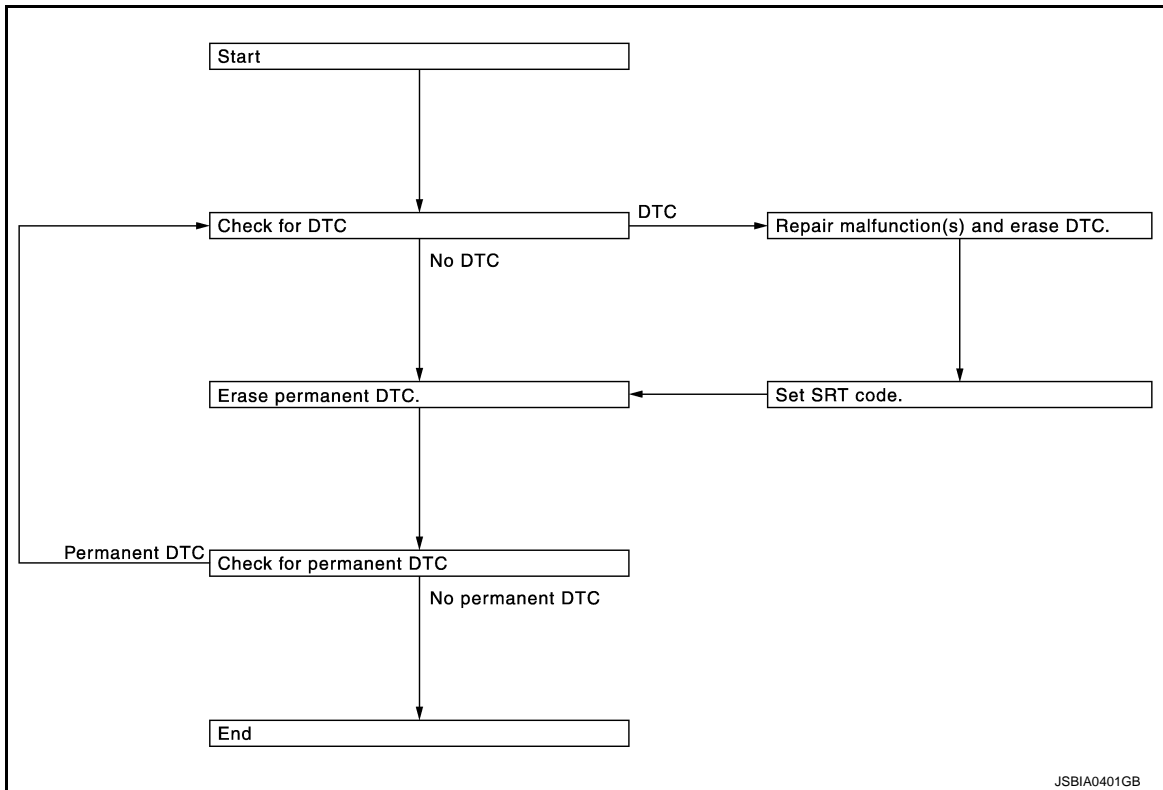 Start
Check for DTC
DTC
Repair malfunction(s) and erase DTC.
No DTC
Erase permanent DTC.
Set SRT code.
Permanent DTC
Check for permanent DTC
No permanent DTC
End
JSBIA0401GB